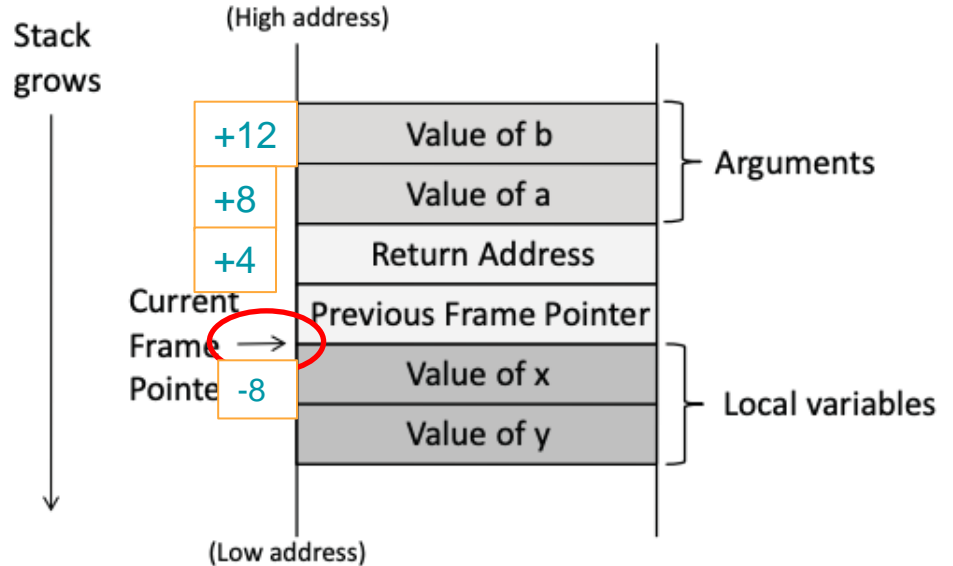 (High address)
Stack
grows
+12
Value of b
Arguments
+8
Value of a
+4
Return Address
Current
Frame
Pointe
Previous Frame Pointer
-8
Value of x
Local variables
Value of y
(Low address)